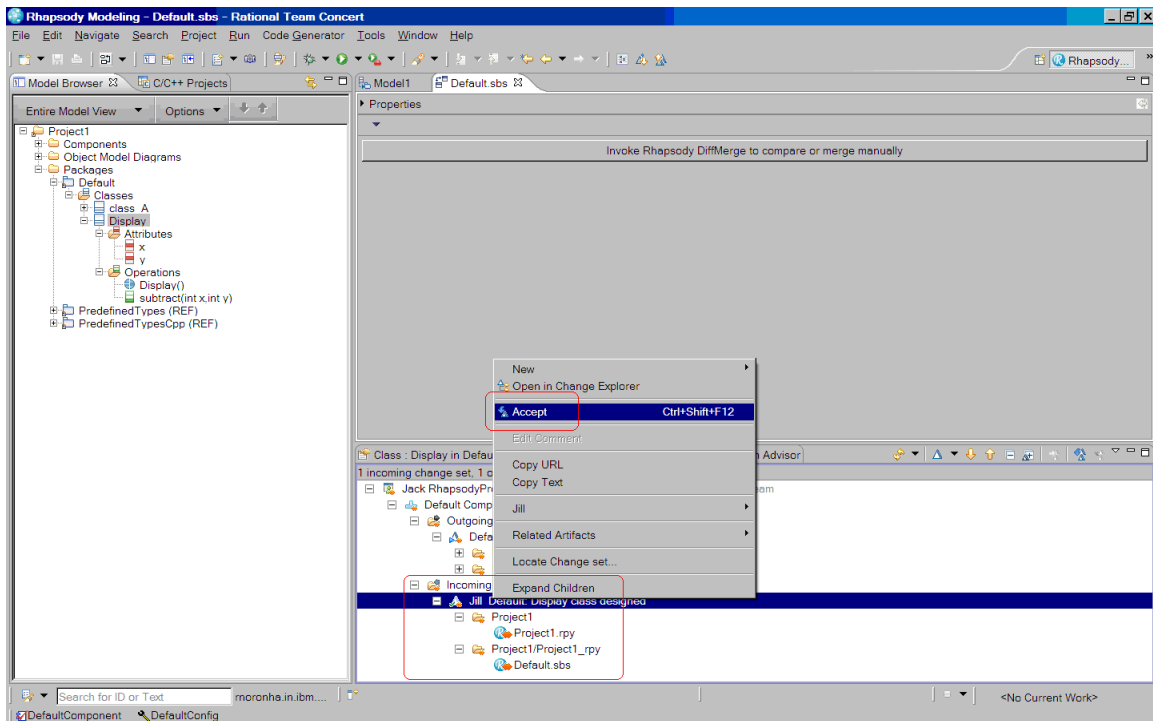 Rhapsody Modeling - Default.sbs - Rational Team Concert
File Edit Navigate Search Project Run Code Generator Tools Window Help
Rhapsody...
Model Browser C/C++ Projects
Model1 Default.sbs
Entire Model View Options
Properties
Invoke Rhapsody DiffMerge to compare or merge manually
Project1
Components
Object Model Diagrams
Packages
Default
Classes
class_A
Display
Attributes
x
y
Operations
Display()
subtract(int x,int y)
PredefinedTypes (REF)
PredefinedTypesCpp (REF)
New
Open in Change Explorer
Accept Ctrl+Shift+F12
Edit Comment
Copy URL
Copy Text
Jill
Related Artifacts
Locate Change set...
Expand Children
Class : Display in Defau
n Advisor
1 incoming change set, 1 c
Jack RhapsodyPr
eam
Default Comp
Outgoing
Defa
Incoming
Jill Default: Display class designed
Project1
Project1.rpy
Project1/Project1_rpy
Default.sbs
Search for ID or Text
rnoronha.in.ibm....
<No Current Work>
DefaultComponent DefaultConfig